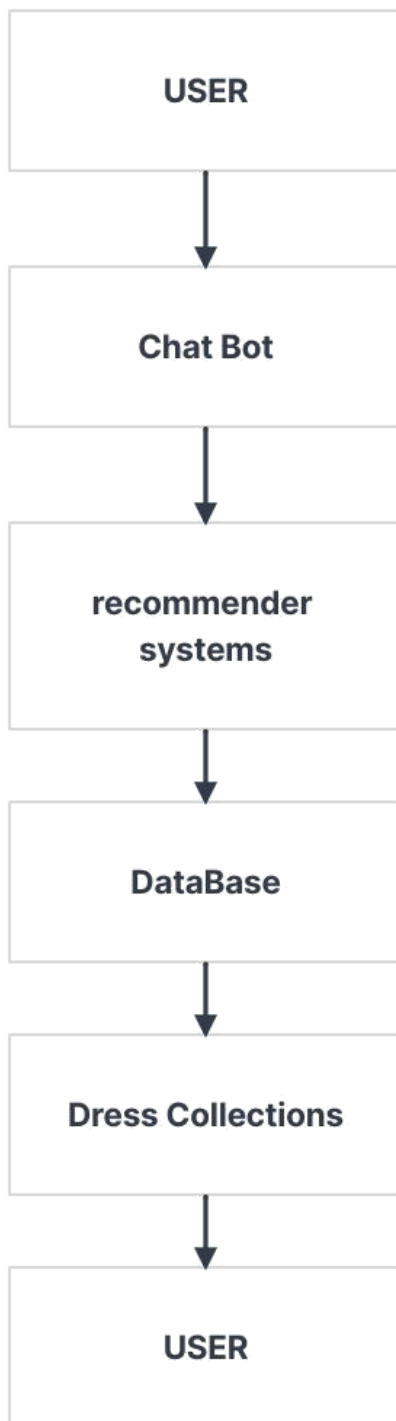 USER
Chat Bot
recommender
systems
DataBase
Dress Collections
USER